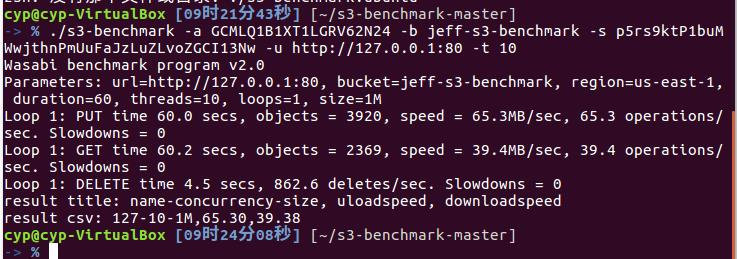 cyp@cyp-VirtualBox [09时21分43秒] [~/s3-benchmark-master]
-> % ./s3-benchmark -a GCMLQ1B1XT1LGRV62N24 -b jeff-s3-benchmark -s p5rs9ktP1buM
WwjthnPmUuFaJzLuZLvoZGCI13Nw -u http://127.0.0.1:80 -t 10
Wasabi benchmark program v2.0
Parameters: url=http://127.0.0.1:80, bucket=jeff-s3-benchmark, region=us-east-1,
duration=60, threads=10, loops=1, size=1M
Loop 1: PUT time 60.0 secs, objects = 3920, speed = 65.3MB/sec, 65.3 operations/
sec. Slowdowns = 0
Loop 1: GET time 60.2 secs, objects = 2369, speed = 39.4MB/sec, 39.4 operations/
sec. Slowdowns = 0
Loop 1: DELETE time 4.5 secs, 862.6 deletes/sec. Slowdowns = 0
result title: name-concurrency-size, uloadspeed, downloadspeed
result csv: 127-10-1M,65.30,39.38
cyp@cyp-VirtualBox [09时24分08秒] [~/s3-benchmark-master]
-> %